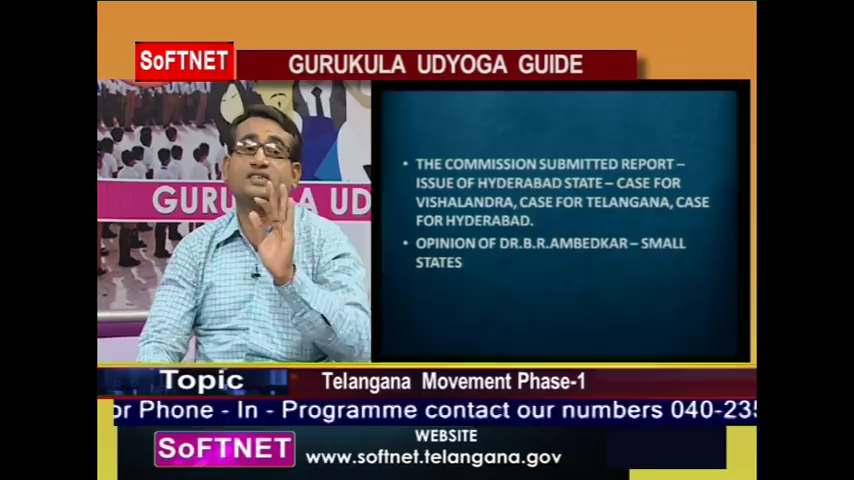 SoFTNET
GURUKULA UDYOGA GUIDE
GURUKULA UD
• THE COMMISSION SUBMITTED REPORT –
ISSUE OF HYDERABAD STATE – CASE FOR
VISHALANDRA, CASE FOR TELANGANA, CASE
FOR HYDERABAD.
• OPINION OF DR.B.R.AMBEDKAR – SMALL
STATES
Topic
Telangana Movement Phase-1
or Phone - In - Programme contact our numbers 040-235
SoFTNET
WEBSITE
www.softnet.telangana.gov